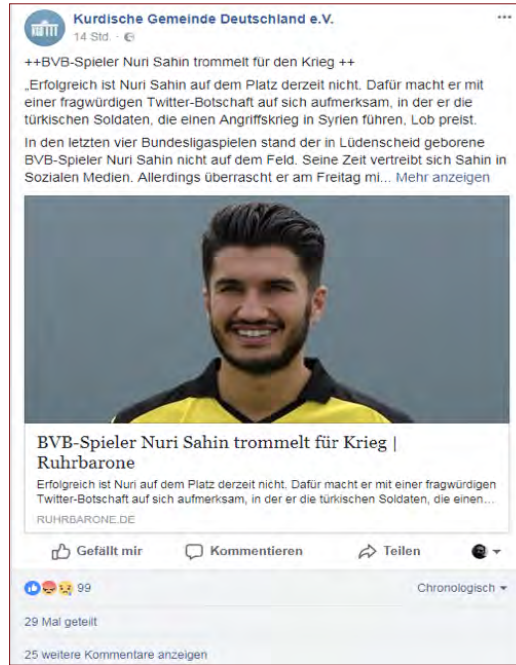 Kurdische Gemeinde Deutschland e.V.
14 Std. ·
++BVB-Spieler Nuri Sahin trommelt für den Krieg ++
„Erfolgreich ist Nuri Sahin auf dem Platz derzeit nicht. Dafür macht er mit
einer fragwürdigen Twitter-Botschaft auf sich aufmerksam, in der er die
türkischen Soldaten, die einen Angriffskrieg in Syrien führen, Lob preist.
In den letzten vier Bundesligaspielen stand der in Lüdenscheid geborene
BVB-Spieler Nuri Sahin nicht auf dem Feld. Seine Zeit vertreibt sich Sahin in
Sozialen Medien. Allerdings überrascht er am Freitag mi... Mehr anzeigen
BVB-Spieler Nuri Sahin trommelt für Krieg |
Ruhrbarone
Erfolgreich ist Nuri auf dem Platz derzeit nicht. Dafür macht er mit einer fragwürdigen
Twitter-Botschaft auf sich aufmerksam, in der er die türkischen Soldaten, die einen...
RUHRBARONE.DE
Gefällt mir Kommentieren Teilen
99 Chronologisch
29 Mal geteilt
25 weitere Kommentare anzeigen